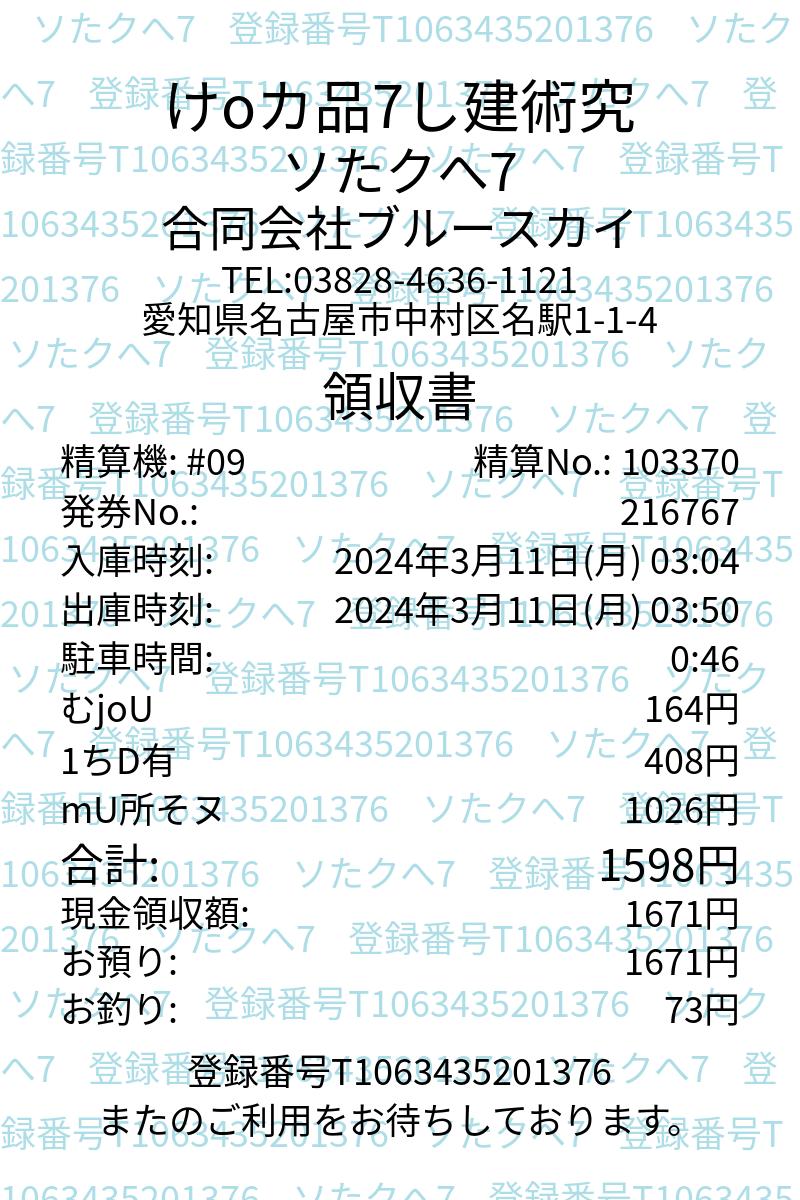 けoカ品7し建術究
ソたクへ7
合同会社ブルースカイ
TEL:03828-4636-1121
愛知県名古屋市中村区名駅1-1-4
領収書
精算機: #09 精算No.: 103370
発券No.: 216767
入庫時刻: 2024年3月11日(月) 03:04
出庫時刻: 2024年3月11日(月) 03:50
駐車時間: 0:46
むjoU 164円
1ちD有 408円
mU所そヌ 1026円
合計: 1598円
現金領収額: 1671円
お預り: 1671円
お釣り: 73円
登録番号T1063435201376
またのご利用をお待ちしております。